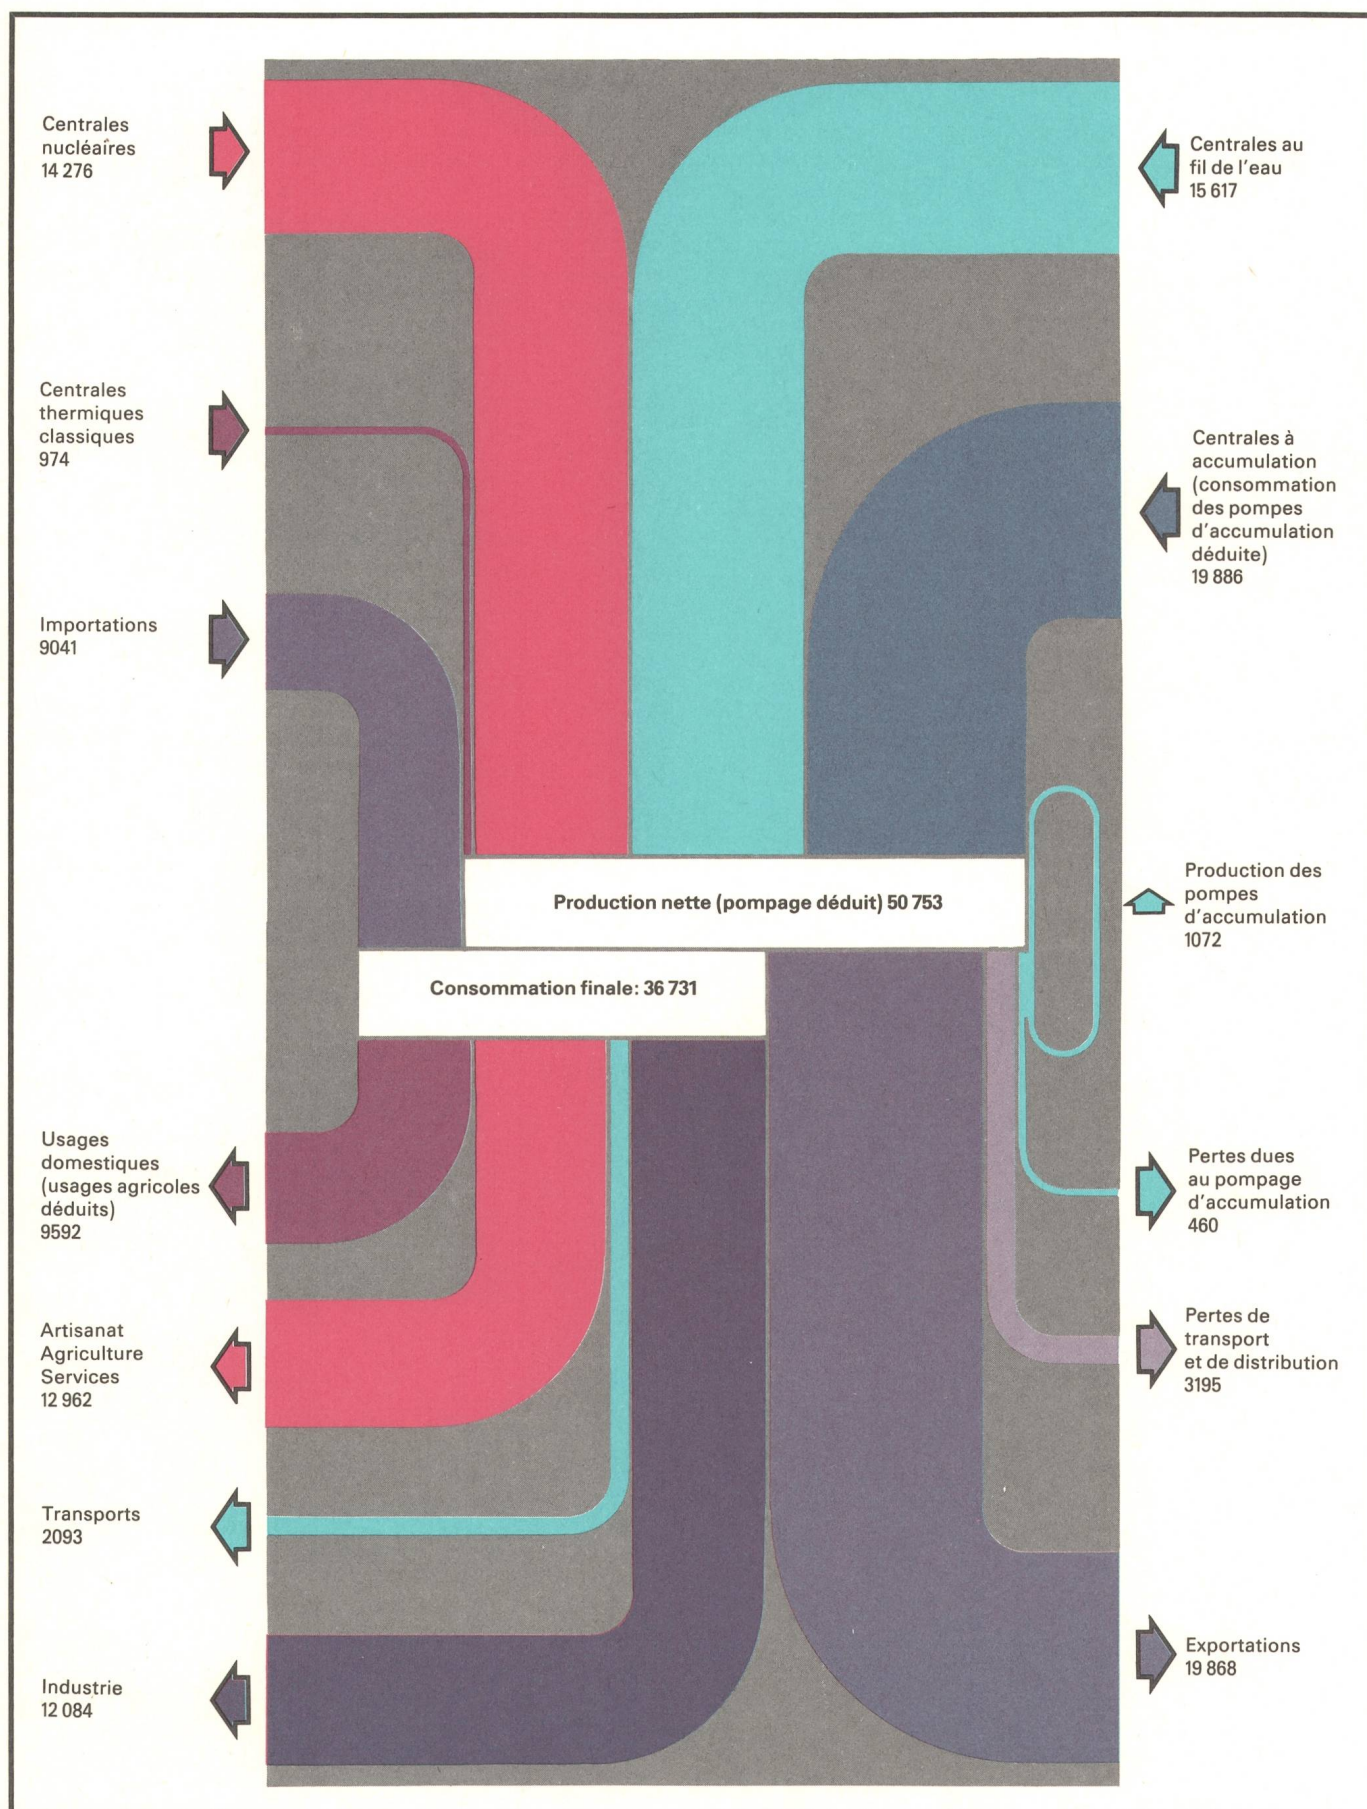 Centrales
nucléaires
14 276
Centrales
thermiques
classiques
974
Importations
9041
Centrales au
fil de l'eau
15 617
Centrales à
accumulation
(consommation
des pompes
d'accumulation
déduite)
19 886
Production nette (pompage déduit) 50 753
Production des
pompes
d'accumulation
1072
Consommation finale: 36 731
Usages
domestiques
(usages agricoles
déduits)
9592
Artisanat
Agriculture
Services
12 962
Transports
2093
Industrie
12 084
Pertes dues
au pompage
d'accumulation
460
Pertes de
transport
et de distribution
3195
Exportations
19 868